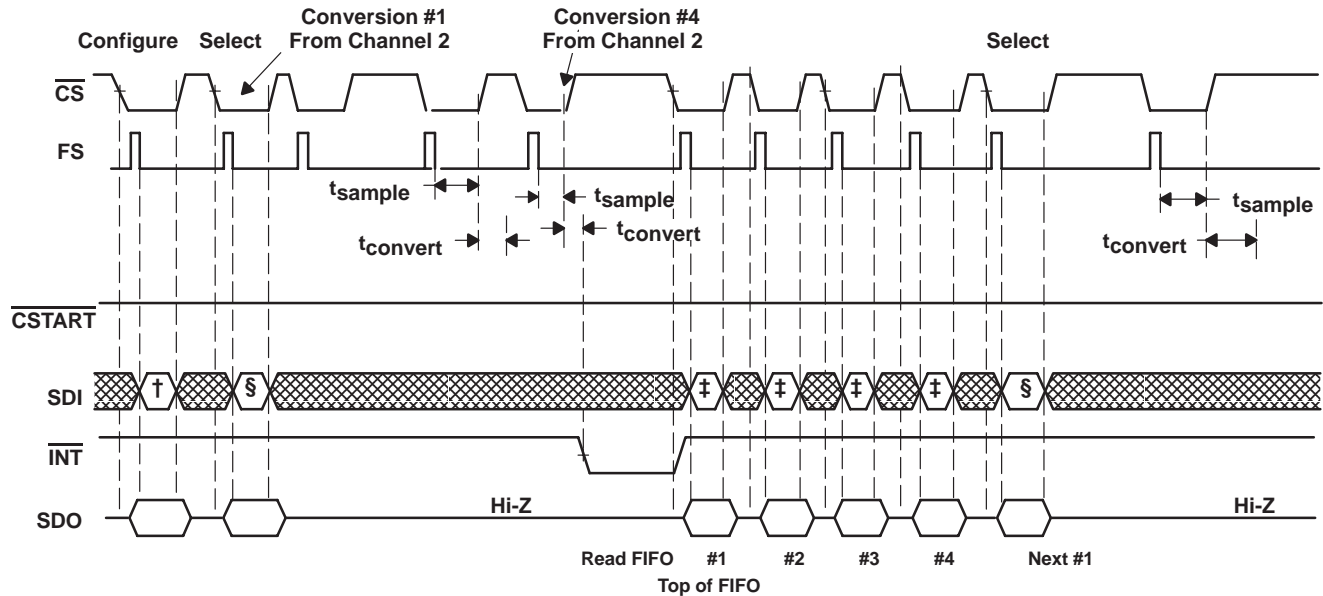 Conversion #1
From Channel 2
Conversion #4
From Channel 2
Configure
Select
Select
CS
FS
tsample
tsample
tconvert
tconvert
tsample
tconvert
CSTART
SDI
†
§
‡
‡
‡
‡
§
INT
SDO
Hi-Z
Hi-Z
Read FIFO
#1
#2
#3
#4
Next #1
Top of FIFO